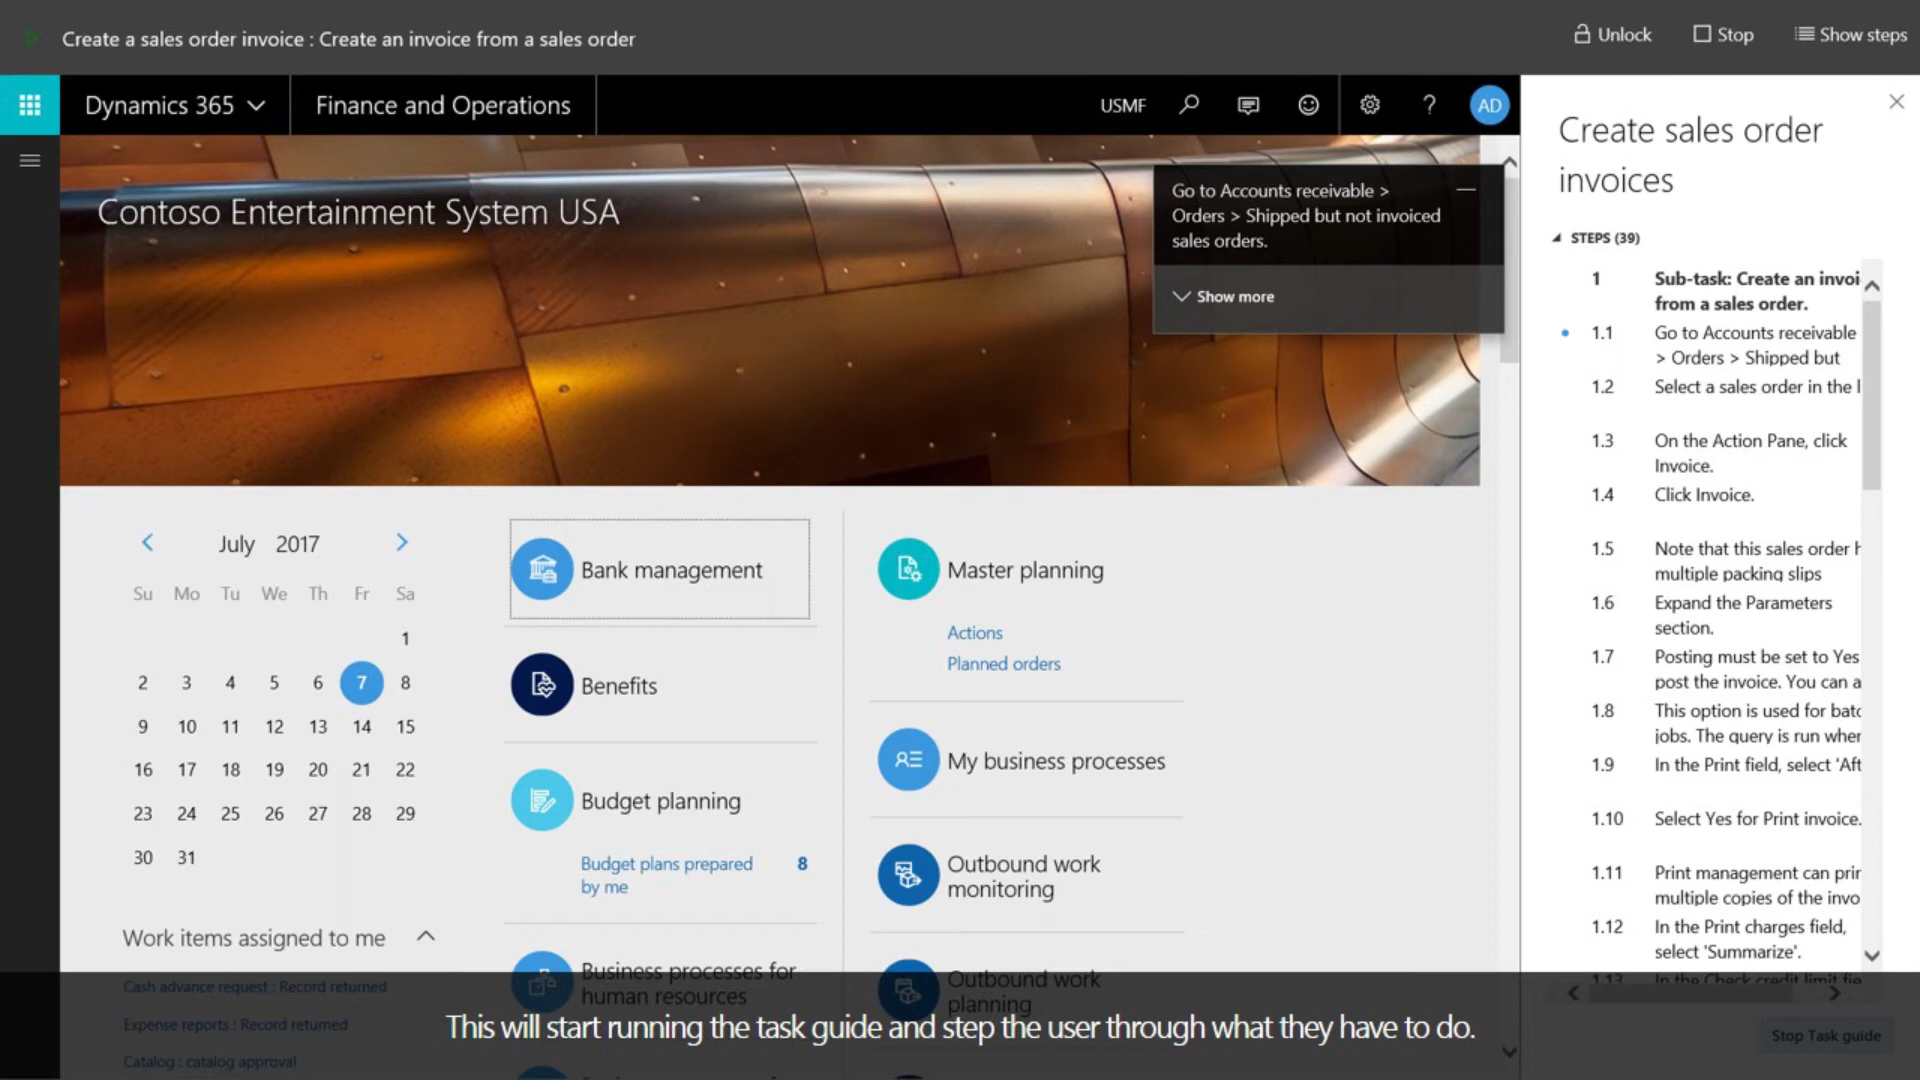 Create a sales order invoice : Create an invoice from a sales order
Unlock
Stop
Show steps
Dynamics 365
Finance and Operations
USMF
?
AD
Contoso Entertainment System USA
Go to Accounts receivable >
Orders > Shipped but not invoiced
sales orders.
Show more
July 2017
Su Mo Tu We Th Fr Sa
1
2 3 4 5 6 7 8
9 10 11 12 13 14 15
16 17 18 19 20 21 22
23 24 25 26 27 28 29
30 31
Work items assigned to me
Cash advance request : Record returned
Expense reports : Record returned
Catalog : catalog approval
Bank management
Benefits
Budget planning
Budget plans prepared 8
by me
Business processes for
human resources
Master planning
Actions
Planned orders
My business processes
Outbound work
monitoring
Outbound work
planning
Create sales order
invoices
STEPS (39)
1 Sub-task: Create an invoi
from a sales order.
1.1 Go to Accounts receivable
> Orders > Shipped but
1.2 Select a sales order in the l
1.3 On the Action Pane, click
Invoice.
1.4 Click Invoice.
1.5 Note that this sales order h
multiple packing slips
1.6 Expand the Parameters
section.
1.7 Posting must be set to Yes
post the invoice. You can a
1.8 This option is used for batc
jobs. The query is run wher
1.9 In the Print field, select 'Aft
1.10 Select Yes for Print invoice.
1.11 Print management can prin
multiple copies of the invo
1.12 In the Print charges field,
select 'Summarize'.
1.13 In the Check credit limit fie
Stop Task guide
This will start running the task guide and step the user through what they have to do.